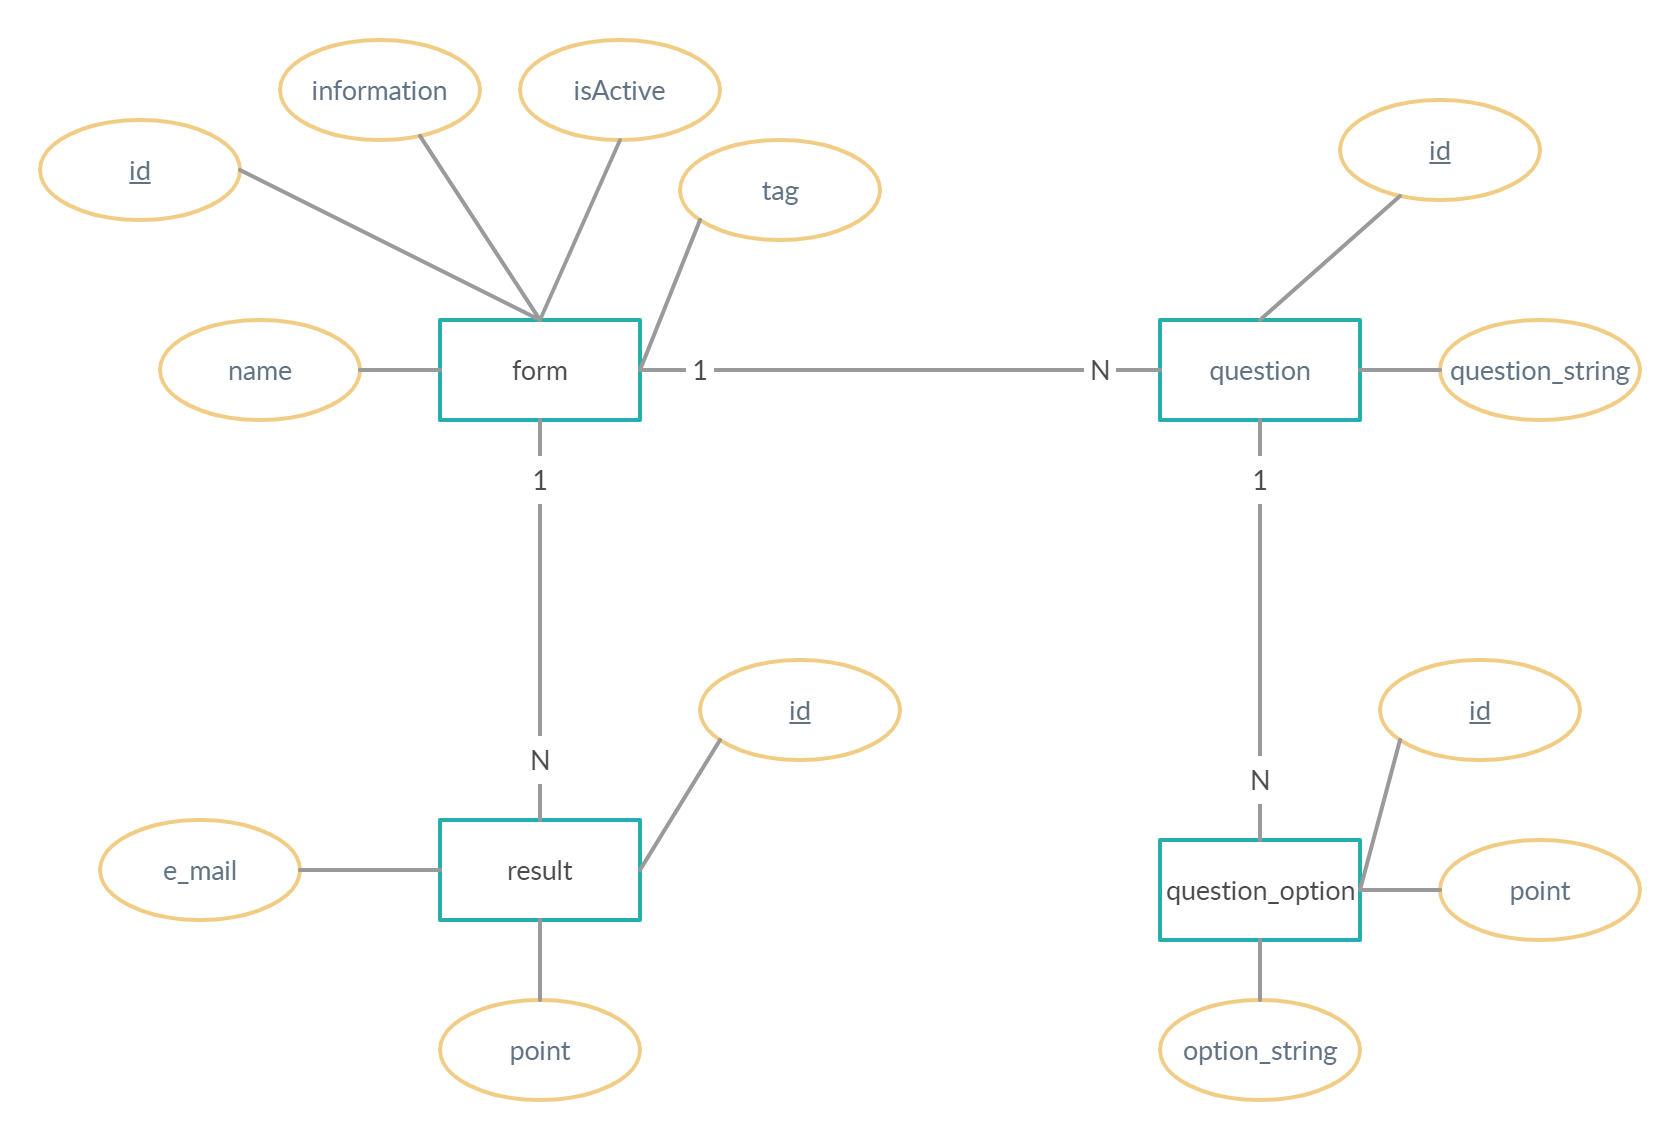 information
isActive
id
tag
id
name
form
1
N
question
question_string
1
1
id
id
N
N
e_mail
result
question_option
point
point
option_string